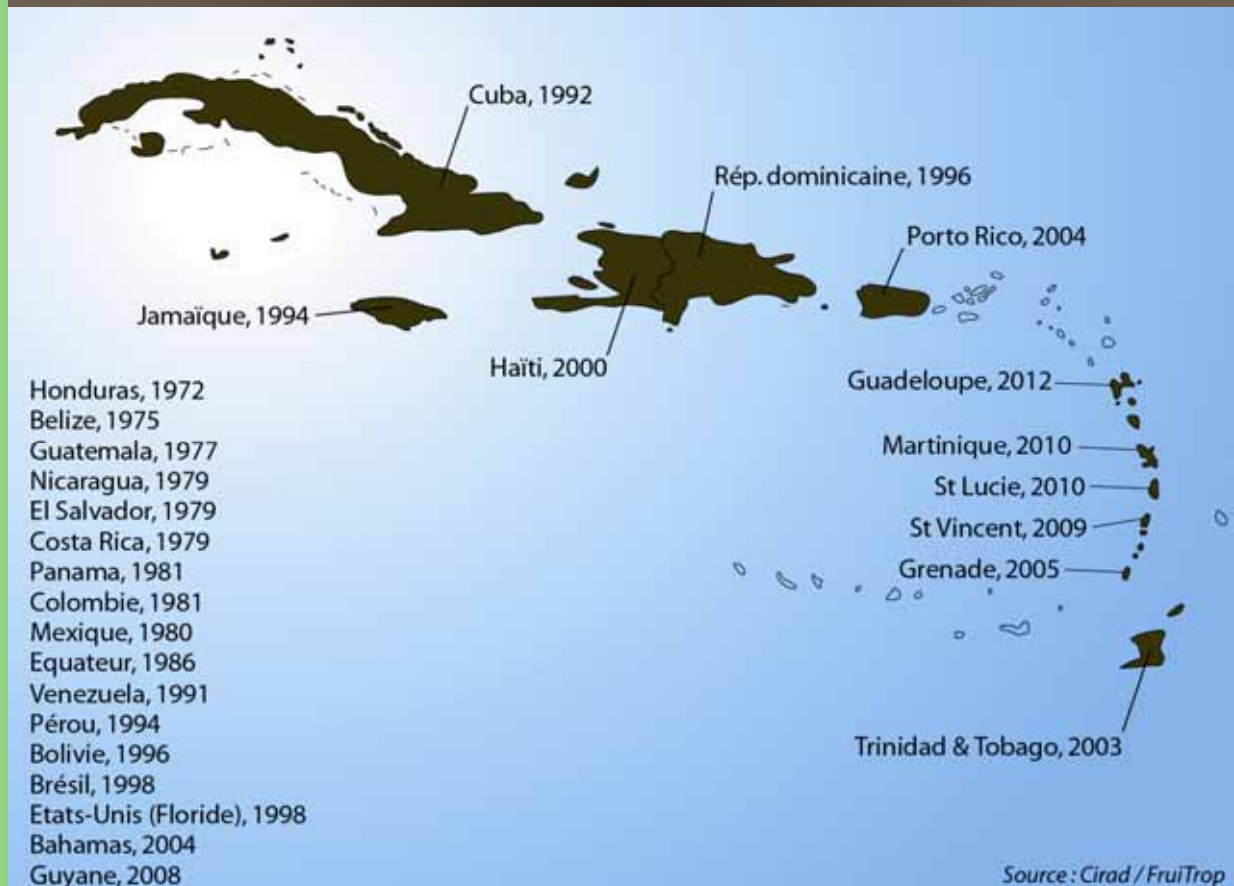 Cuba, 1992
Rép. dominicaine, 1996
Porto Rico, 2004
Jamaïque, 1994
Haïti, 2000
Guadeloupe, 2012
Martinique, 2010
St Lucie, 2010
St Vincent, 2009
Grenade, 2005
Trinidad & Tobago, 2003
Honduras, 1972
Belize, 1975
Guatemala, 1977
Nicaragua, 1979
El Salvador, 1979
Costa Rica, 1979
Panama, 1981
Colombie, 1981
Mexique, 1980
Equateur, 1986
Venezuela, 1991
Pérou, 1994
Bolivie, 1996
Brésil, 1998
Etats-Unis (Floride), 1998
Bahamas, 2004
Guyane, 2008
Source : Cirad / FruiTrop